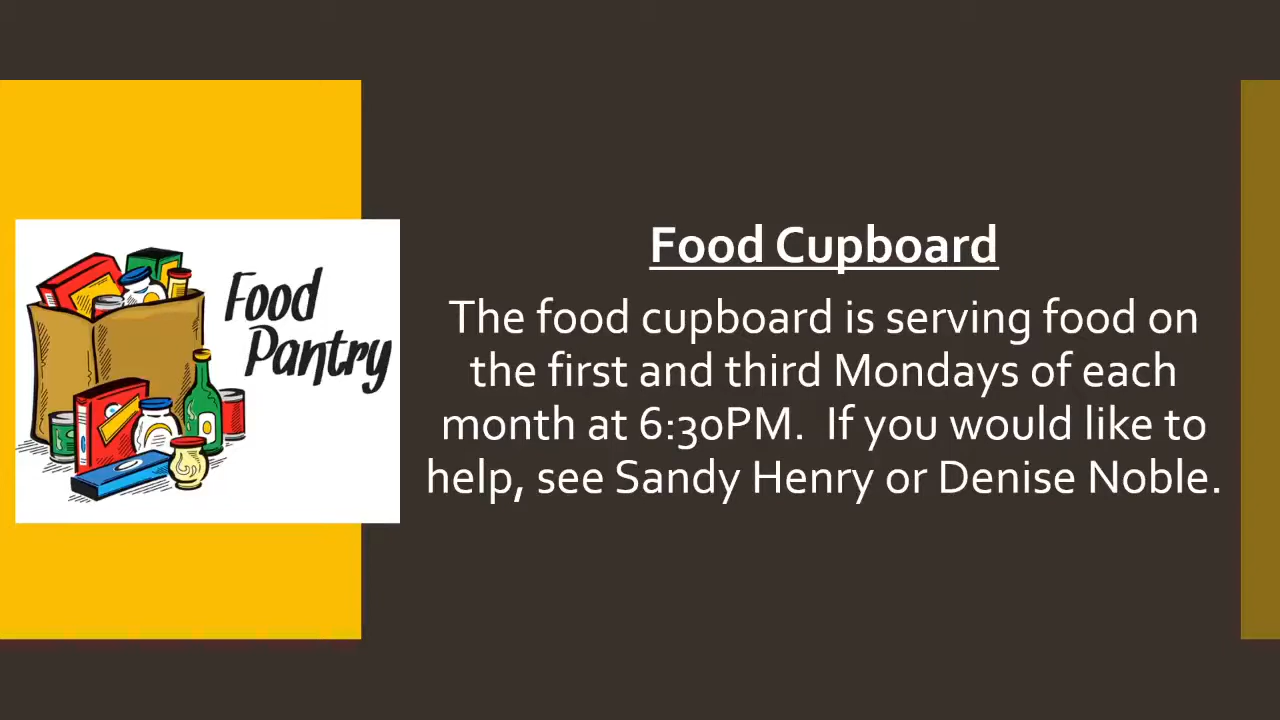 Food
Pantry
Food Cupboard
The food cupboard is serving food on
the first and third Mondays of each
month at 6:30PM.  If you would like to
help, see Sandy Henry or Denise Noble.